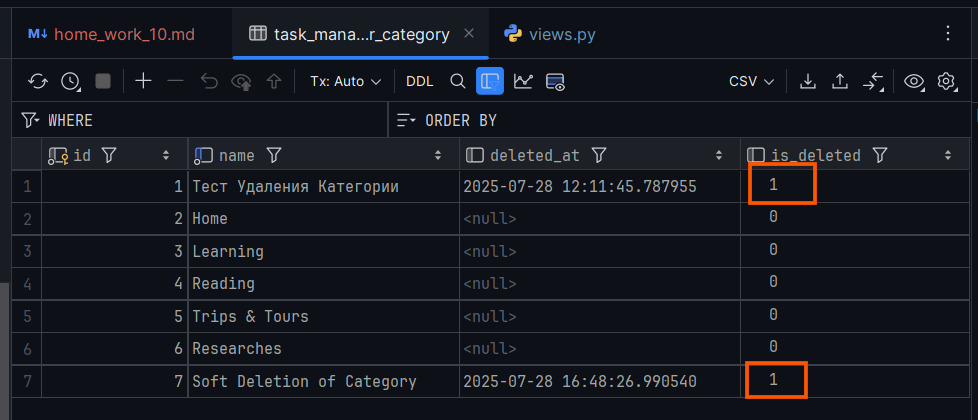 M↓ home_work_10.md task_mana...r_category × views.py
Tx: Auto DDL CSV
WHERE ORDER BY
id name deleted_at is_deleted
1 1 Тест Удаления Категории 2025-07-28 12:11:45.787955 1
2 2 Home <null> 0
3 3 Learning <null> 0
4 4 Reading <null> 0
5 5 Trips & Tours <null> 0
6 6 Researches <null> 0
7 7 Soft Deletion of Category 2025-07-28 16:48:26.990540 1